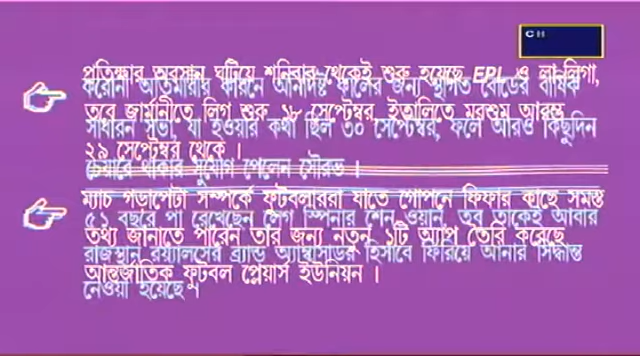 CH
প্রতিক্ষার অবসান ঘটিয়ে শনিবার থেকেই শুরু হয়েছে EPL ও লা-লিগা,
করোনা অতিমারির কারনে অনির্দিষ্ট কালের জন্য স্থগিত বোর্ডের বার্ষিক
তবে জার্মানীতে লিগ শুরু ১৮ সেপ্টেম্বর, ইতালিতে মরশুম আরম্ভ
সাধারন সভা, যা হওয়ার কথা ছিল ৩০ সেপ্টেম্বর, ফলে আরও কিছুদিন
২৯ সেপ্টেম্বর থেকে ।
চেয়ারে থাকার সুযোগ পেলেন সৌরভ ।
ম্যাচ গড়াপেটা সম্পর্কে ফুটবলাররা যাতে গোপনে ফিফার কাছে সমস্ত
৫১ বছরে পা রেখেছেন লেগ স্পিনার শেন ওয়ার্ন, তবু তাকেই আবার
তথ্য জানাতে পারেন তার জন্য নতুন ১টি অ্যাপ তৈরি করেছে
রাজস্থান রয়্যালসের ব্র্যান্ড অ্যাম্বাসাডর হিসাবে ফিরিয়ে আনার সিদ্ধান্ত
আন্তর্জাতিক ফুটবল প্লেয়ার্স ইউনিয়ন ।
নেওয়া হয়েছে ।